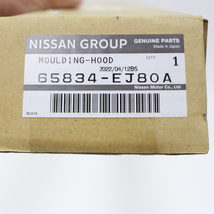 NISSAN GROUP
GENUINE PARTS
Made in Japan
MOULDING-HOOD
QTY
1
2022/04/12B5
65834-EJ80A
Nissan Motor Co., Ltd.